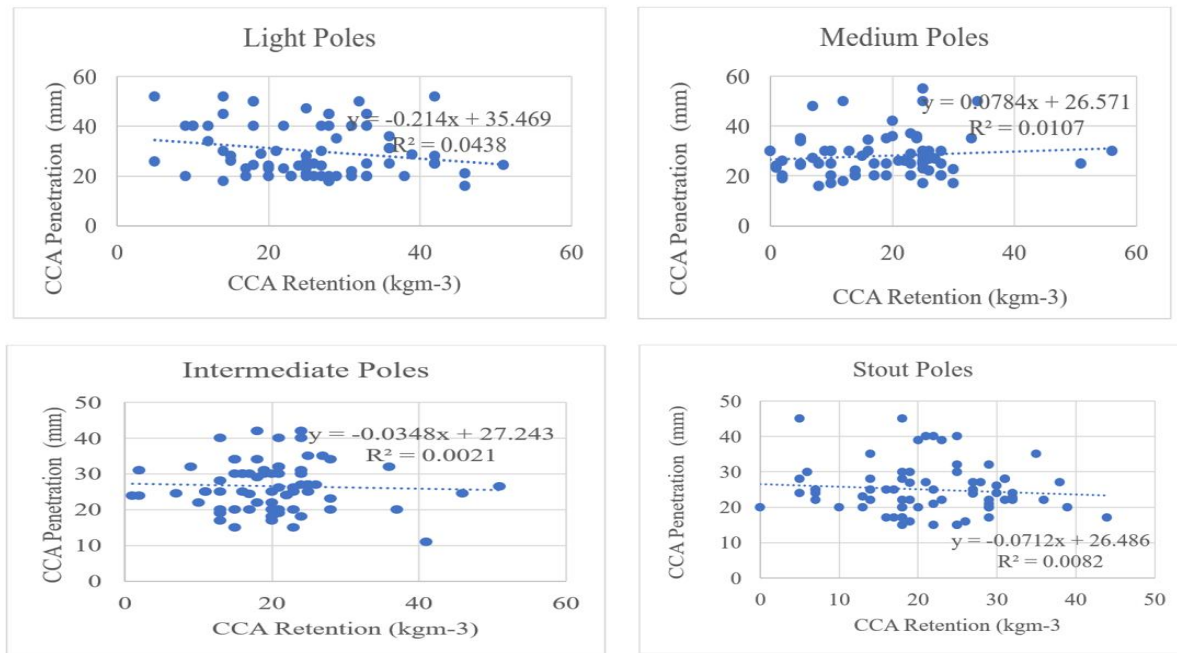 Light Poles
CCA Penetration (mm)
60
40
20
0
y = -0.214x + 35.469
R² = 0.0438
0 20 40 60
CCA Retention (kgm-3)
Medium Poles
CCA Penetration (mm)
60
40
20
0
y = 0.0784x + 26.571
R² = 0.0107
0 20 40 60
CCA Retention (kgm-3)
Intermediate Poles
CCA Penetration (mm)
50
40
30
20
10
0
y = -0.0348x + 27.243
R² = 0.0021
0 20 40 60
CCA Retention (kgm-3)
Stout Poles
CCA Penetration (mm)
50
40
30
20
10
0
y = -0.0712x + 26.486
R² = 0.0082
0 10 20 30 40 50
CCA Retention (kgm-3